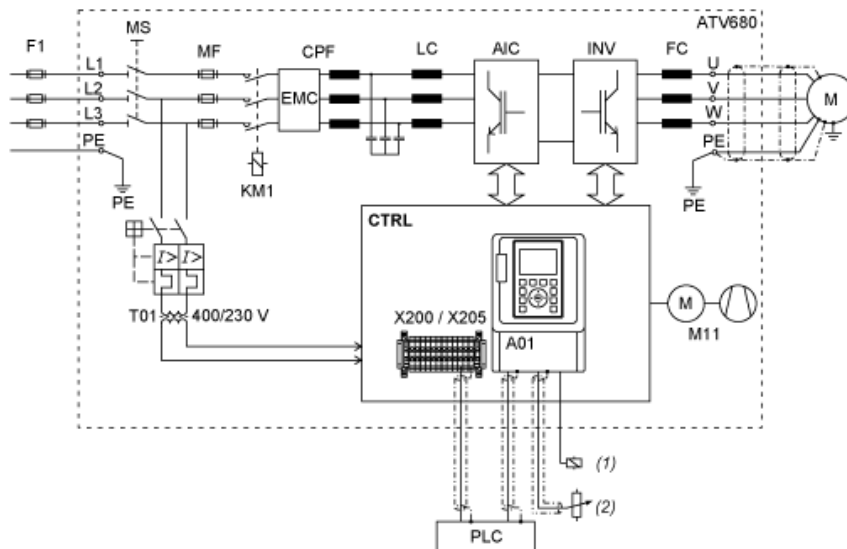 ATV680
F1 MS MF CPF LC AIC INV FC
L1 U
L2 EMC V M
L3 W
PE PE
KM1
PE PE
CTRL
I> I>
T01 400/230 V X200 / X205 M
A01 M11
(1)
(2)
PLC